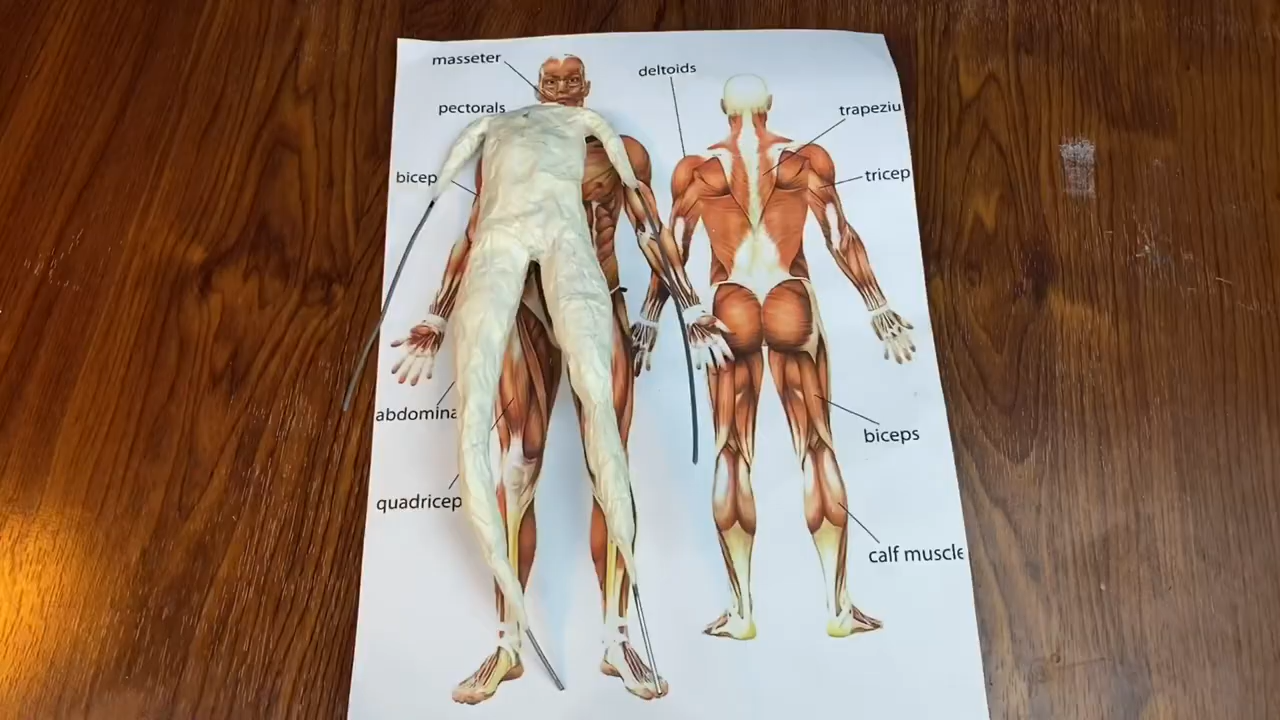 masseter
deltoids
pectorals
trapeziu
bicep
tricep
abdomina
biceps
quadricep
calf muscle